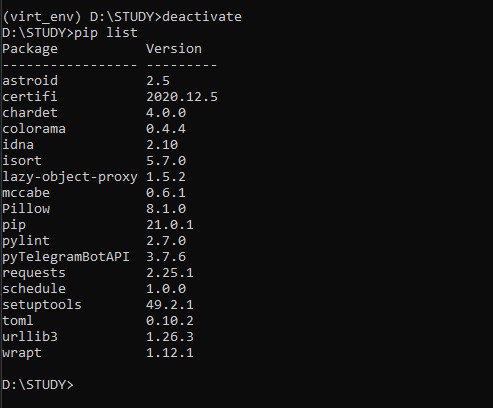 (virt_env) D:\STUDY>deactivate
D:\STUDY>pip list
Package           Version
----------------- ---------
astroid           2.5
certifi           2020.12.5
chardet           4.0.0
colorama          0.4.4
idna              2.10
isort             5.7.0
lazy-object-proxy 1.5.2
mccabe            0.6.1
Pillow            8.1.0
pip               21.0.1
pylint            2.7.0
pyTelegramBotAPI  3.7.6
requests          2.25.1
schedule          1.0.0
setuptools        49.2.1
toml              0.10.2
urllib3           1.26.3
wrapt             1.12.1
D:\STUDY>